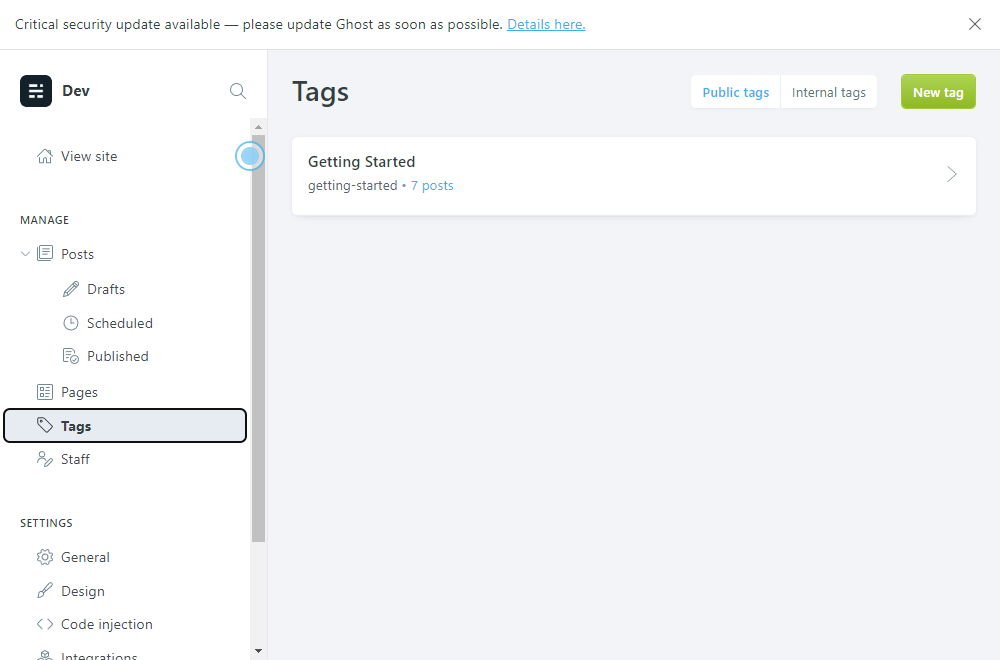 Critical security update available — please update Ghost as soon as possible. Details here.
Dev
View site
MANAGE
Posts
Drafts
Scheduled
Published
Pages
Tags
Staff
SETTINGS
General
Design
Code injection
Integrations
Tags
Public tags
Internal tags
New tag
Getting Started
getting-started • 7 posts